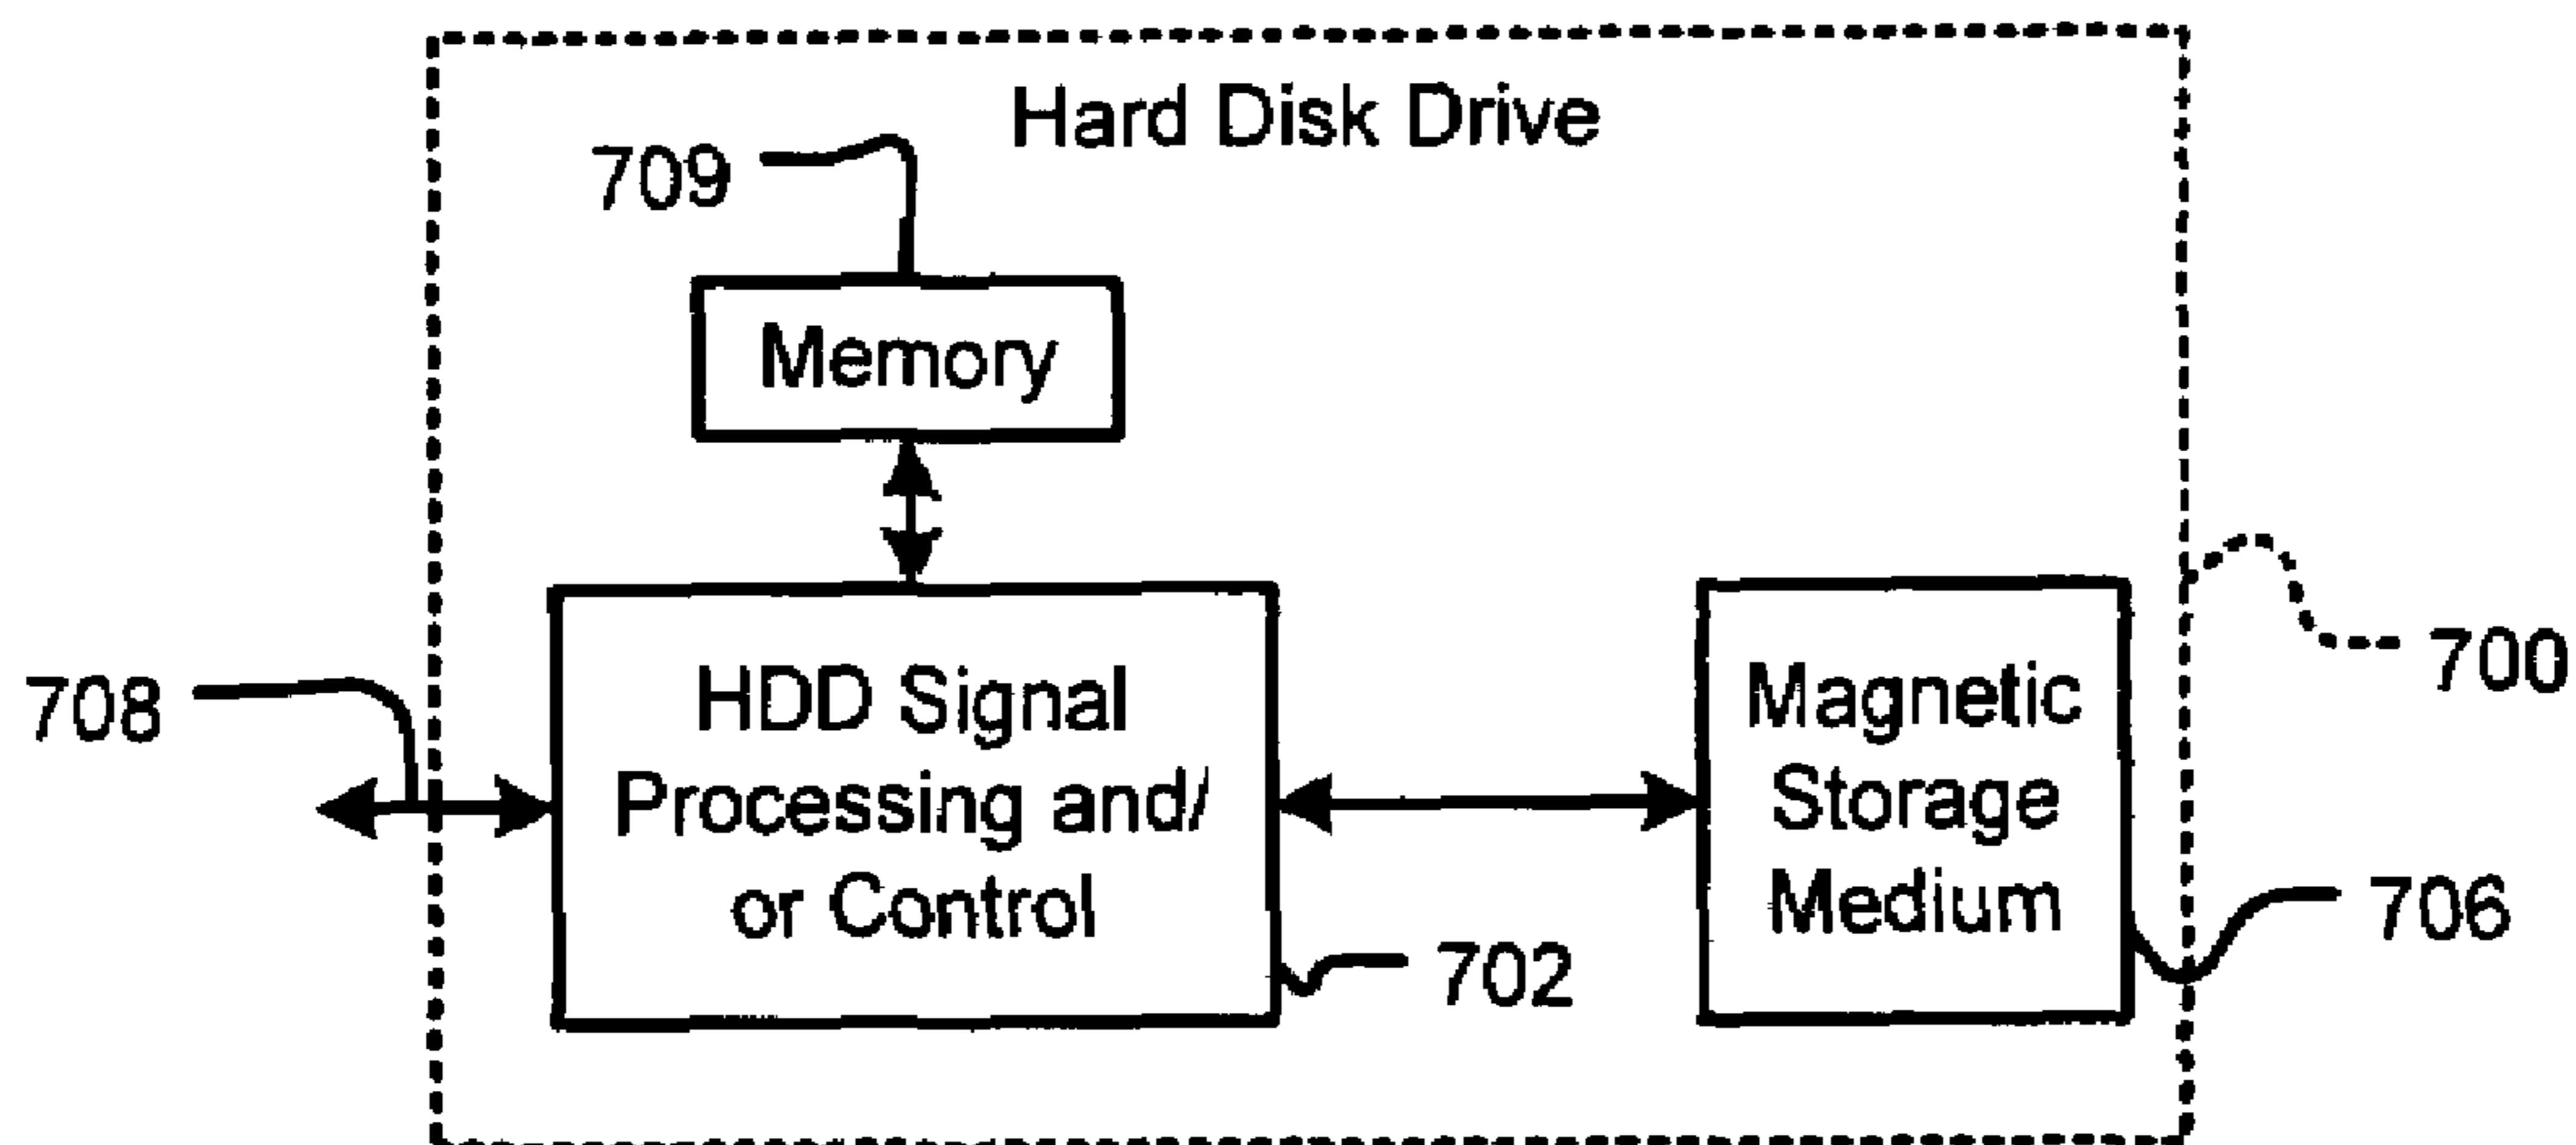 Hard Disk Drive
709
Memory
HDD Signal
Processing and/
or Control
702
708
Magnetic
Storage
Medium
700
706